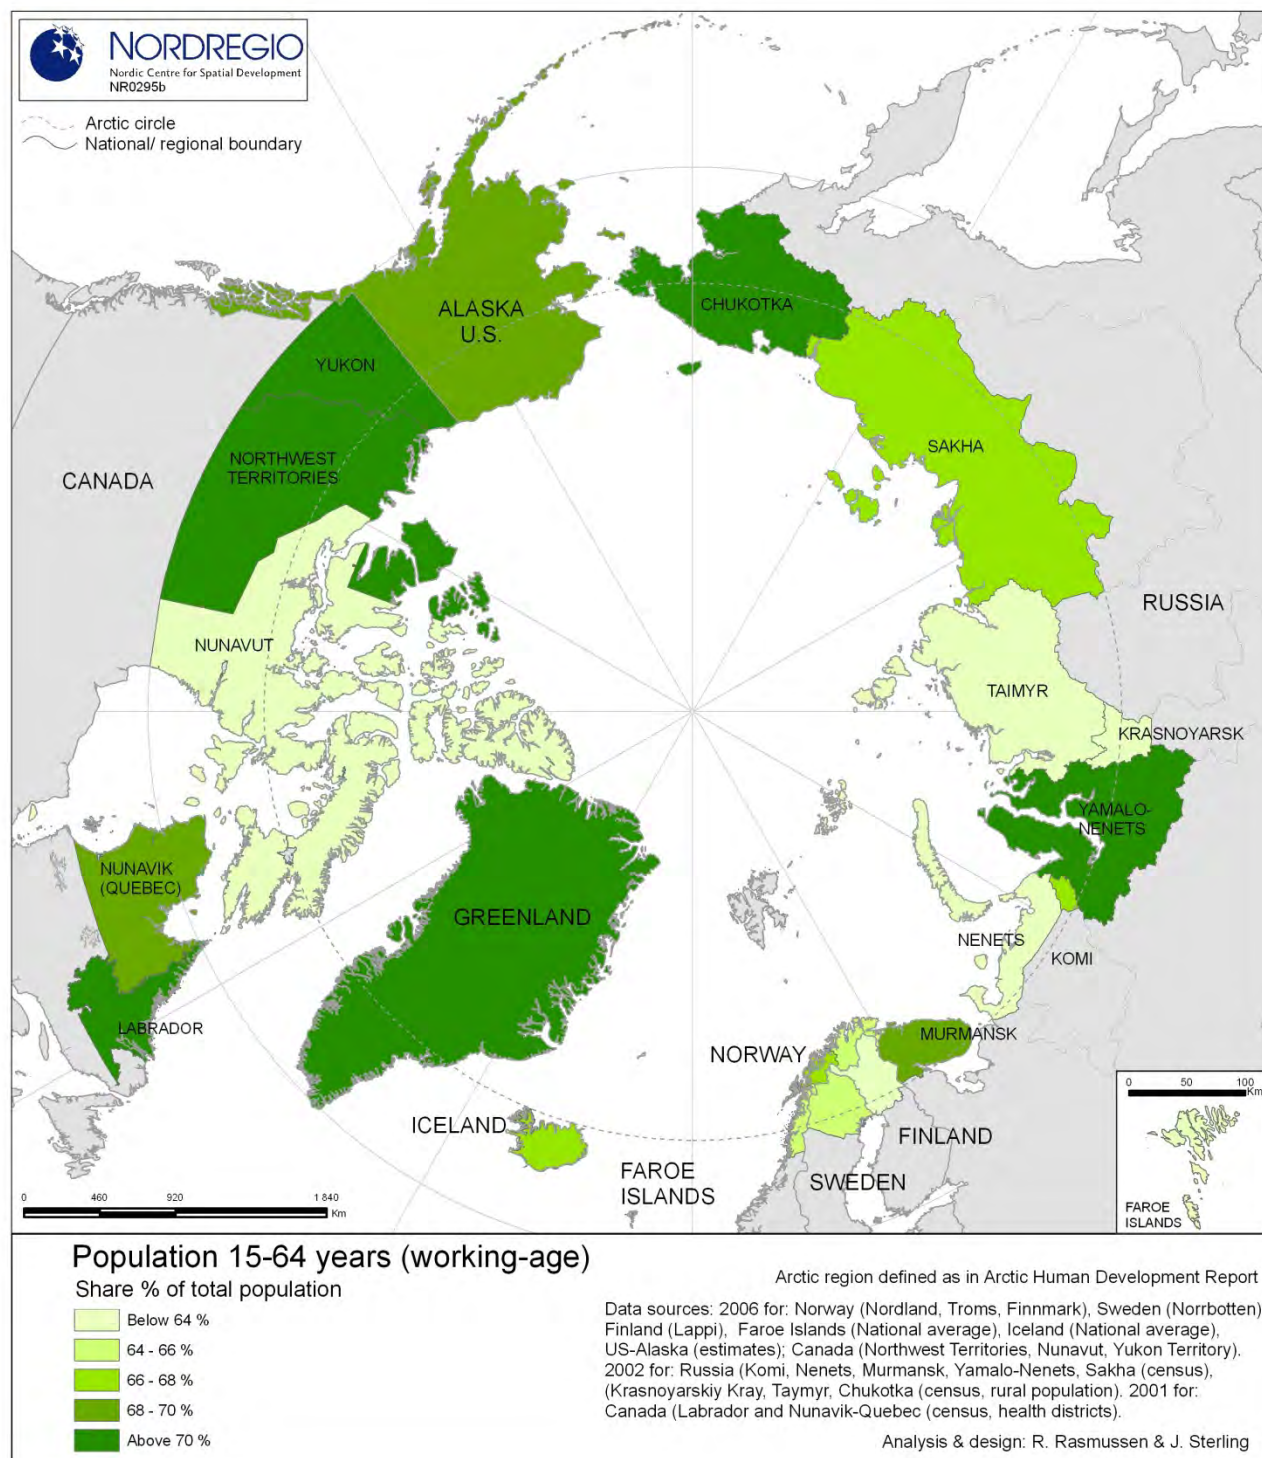 NORDREGIO
Nordic Centre for Spatial Development
NR0295b
Arctic circle
National/ regional boundary
ALASKA
U.S.
CHUKOTKA
YUKON
NORTHWEST
TERRITORIES
CANADA
SAKHA
RUSSIA
NUNAVUT
TAIMYR
KRASNOYARSK
YAMALO-
NENETS
NUNAVIK
(QUEBEC)
GREENLAND
NENETS
KOMI
LABRADOR
MURMANSK
NORWAY
ICELAND
FINLAND
FAROE
ISLANDS
SWEDEN
0 50 100
Km
FAROE
ISLANDS
0 460 920 1 840
Km
Population 15-64 years (working-age)
Share % of total population
Below 64 %
64 - 66 %
66 - 68 %
68 - 70 %
Above 70 %
Arctic region defined as in Arctic Human Development Report
Data sources: 2006 for: Norway (Nordland, Troms, Finnmark), Sweden (Norrbotten)
Finland (Lappi), Faroe Islands (National average), Iceland (National average),
US-Alaska (estimates); Canada (Northwest Territories, Nunavut, Yukon Territory).
2002 for: Russia (Komi, Nenets, Murmansk, Yamalo-Nenets, Sakha (census),
(Krasnoyarskiy Kray, Taymyr, Chukotka (census, rural population). 2001 for:
Canada (Labrador and Nunavik-Quebec (census, health districts).
Analysis & design: R. Rasmussen & J. Sterling